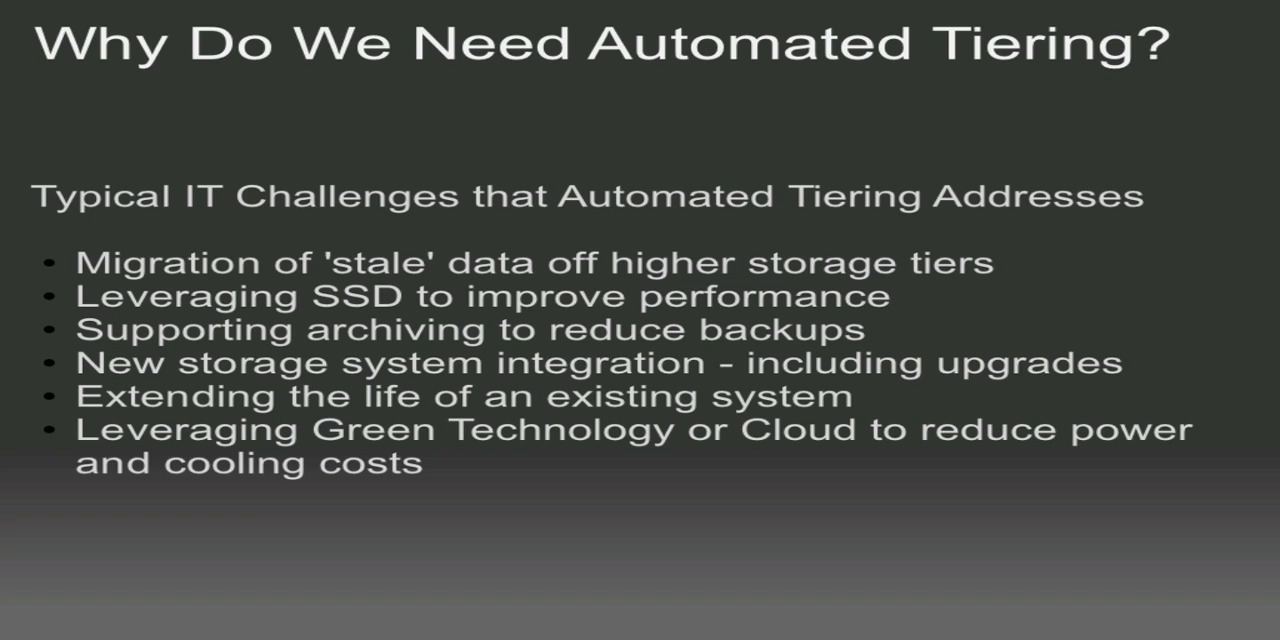 Why Do We Need Automated Tiering?
Typical IT Challenges that Automated Tiering Addresses
• Migration of 'stale' data off higher storage tiers
• Leveraging SSD to improve performance
• Supporting archiving to reduce backups
• New storage system integration - including upgrades
• Extending the life of an existing system
• Leveraging Green Technology or Cloud to reduce power
and cooling costs